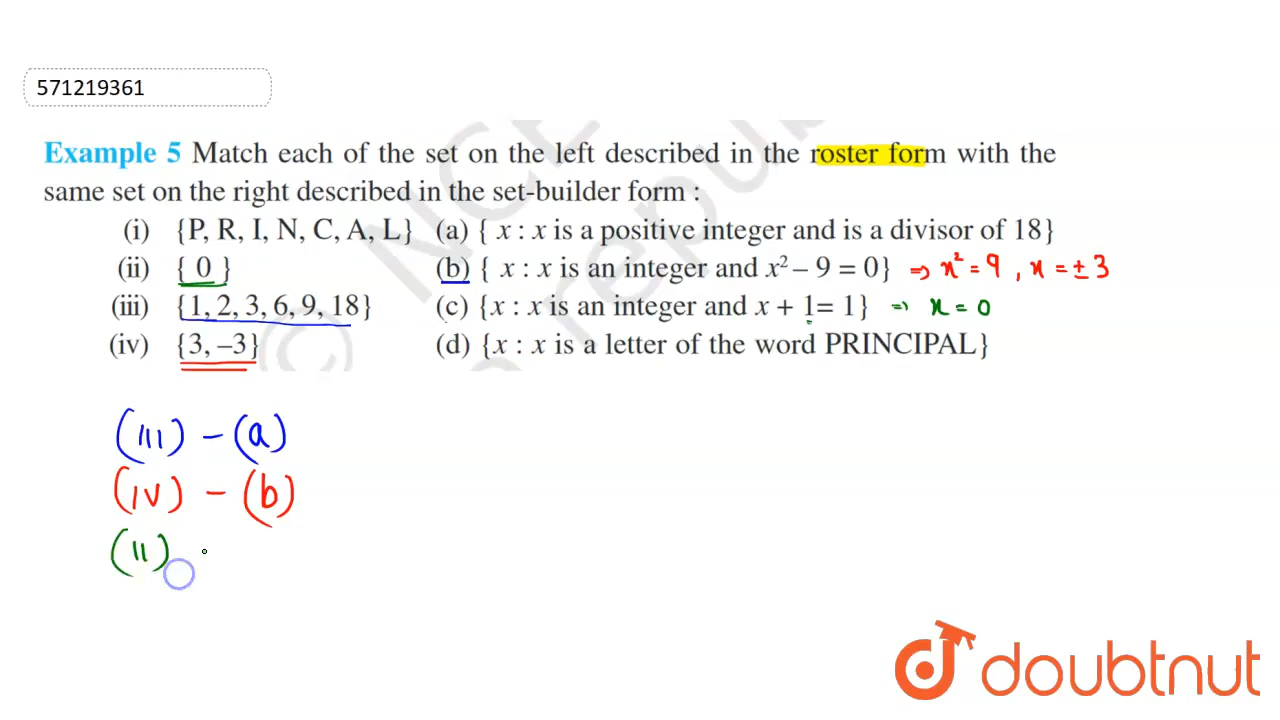 571219361
Example 5 Match each of the set on the left described in the roster form with the
same set on the right described in the set-builder form :
(i) {P, R, I, N, C, A, L} (a) { x : x is a positive integer and is a divisor of 18}
(ii) { 0 } (b) { x : x is an integer and x² – 9 = 0} ⇒ x² = 9 , x = ± 3
(iii) {1, 2, 3, 6, 9, 18} (c) {x : x is an integer and x + 1= 1} ⇒ x = 0
(iv) {3, –3} (d) {x : x is a letter of the word PRINCIPAL}
(iii) – (a)
(iv) – (b)
(ii)
doubtnut